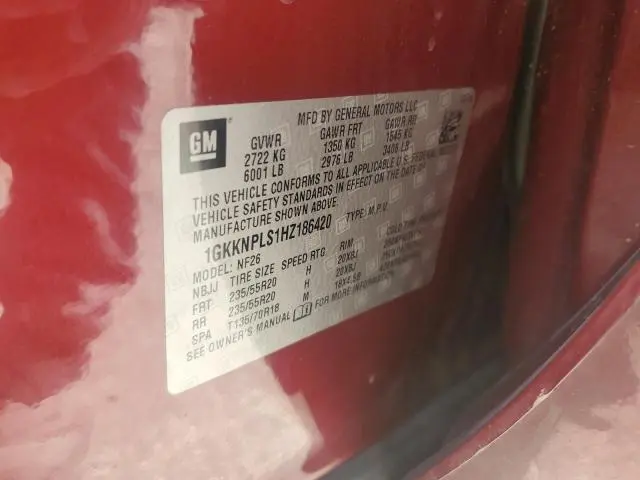 GM
MFD BY GENERAL MOTORS LLC
GVWR GAWR FRT GAWR RR
2722 KG 1350 KG 1545 KG
6001 LB 2976 LB 3406 LB
THIS VEHICLE CONFORMS TO ALL APPLICABLE U.S. FEDERAL
VEHICLE SAFETY STANDARDS IN EFFECT ON THE DATE OF
MANUFACTURE SHOWN ABOVE.
1GKKNPLS1HZ186420 TYPE: M.P.V.
MODEL: NF26
NBJJ TIRE SIZE SPEED RTG RIM COLD TIRE
FRT 235/55R20 H 20X8J
RR 235/55R20 H 20X8J
SPA T135/70R18 M 18X4.5B
SEE OWNER'S MANUAL FOR MORE INFORMATION.